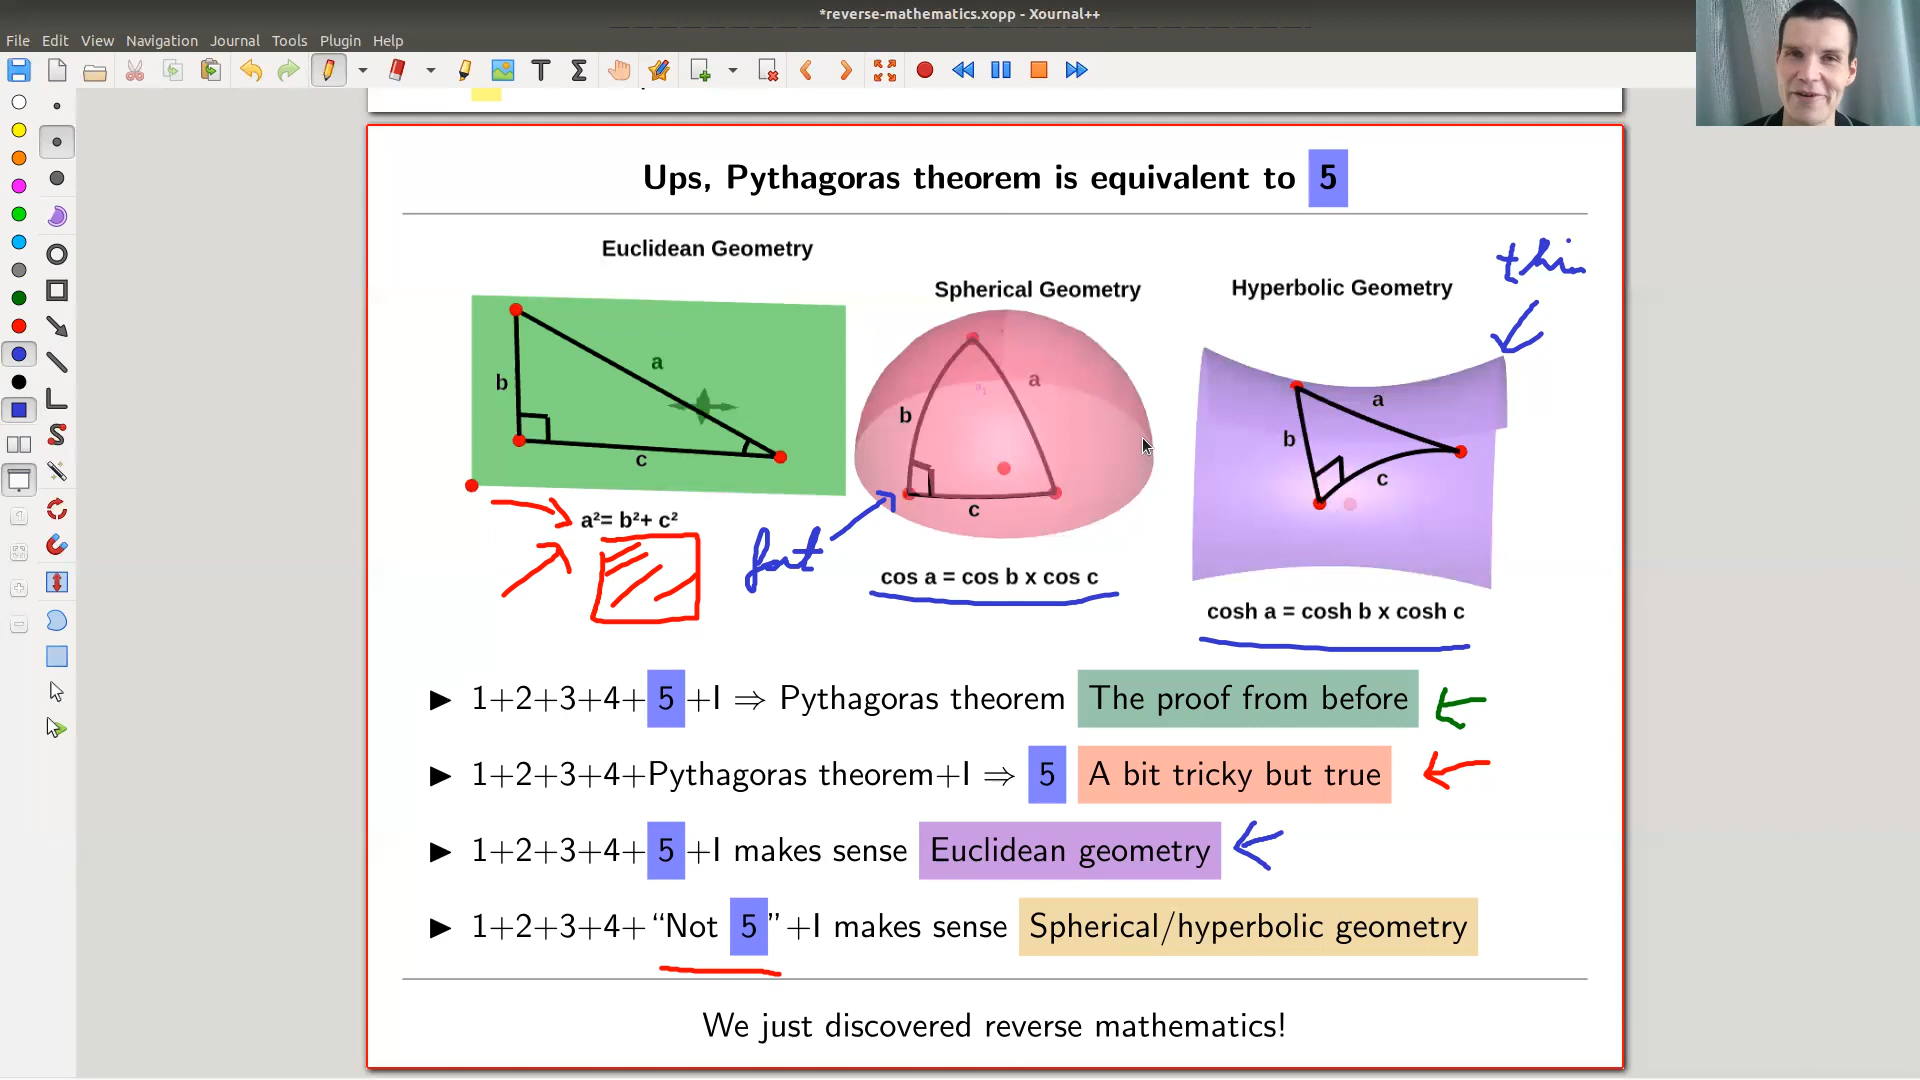 *reverse-mathematics.xopp - Xournal++
File Edit View Navigation Journal Tools Plugin Help
Ups, Pythagoras theorem is equivalent to 5
Euclidean Geometry
Spherical Geometry
Hyperbolic Geometry
a
b
c
a²= b²+ c²
a
b
c
cos a = cos b x cos c
a
b
c
cosh a = cosh b x cosh c
▶ 1+2+3+4+ 5 +I ⇒ Pythagoras theorem The proof from before
▶ 1+2+3+4+Pythagoras theorem+I ⇒ 5 A bit tricky but true
▶ 1+2+3+4+ 5 +I makes sense Euclidean geometry
▶ 1+2+3+4+ “Not 5 ” +I makes sense Spherical/hyperbolic geometry
We just discovered reverse mathematics!